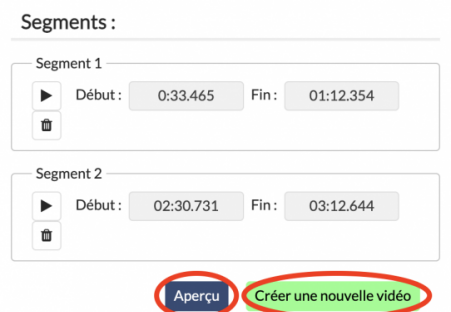 Segments :
Segment 1
Début : 0:33.465 Fin : 01:12.354
Segment 2
Début : 02:30.731 Fin : 03:12.644
Aperçu Créer une nouvelle vidéo